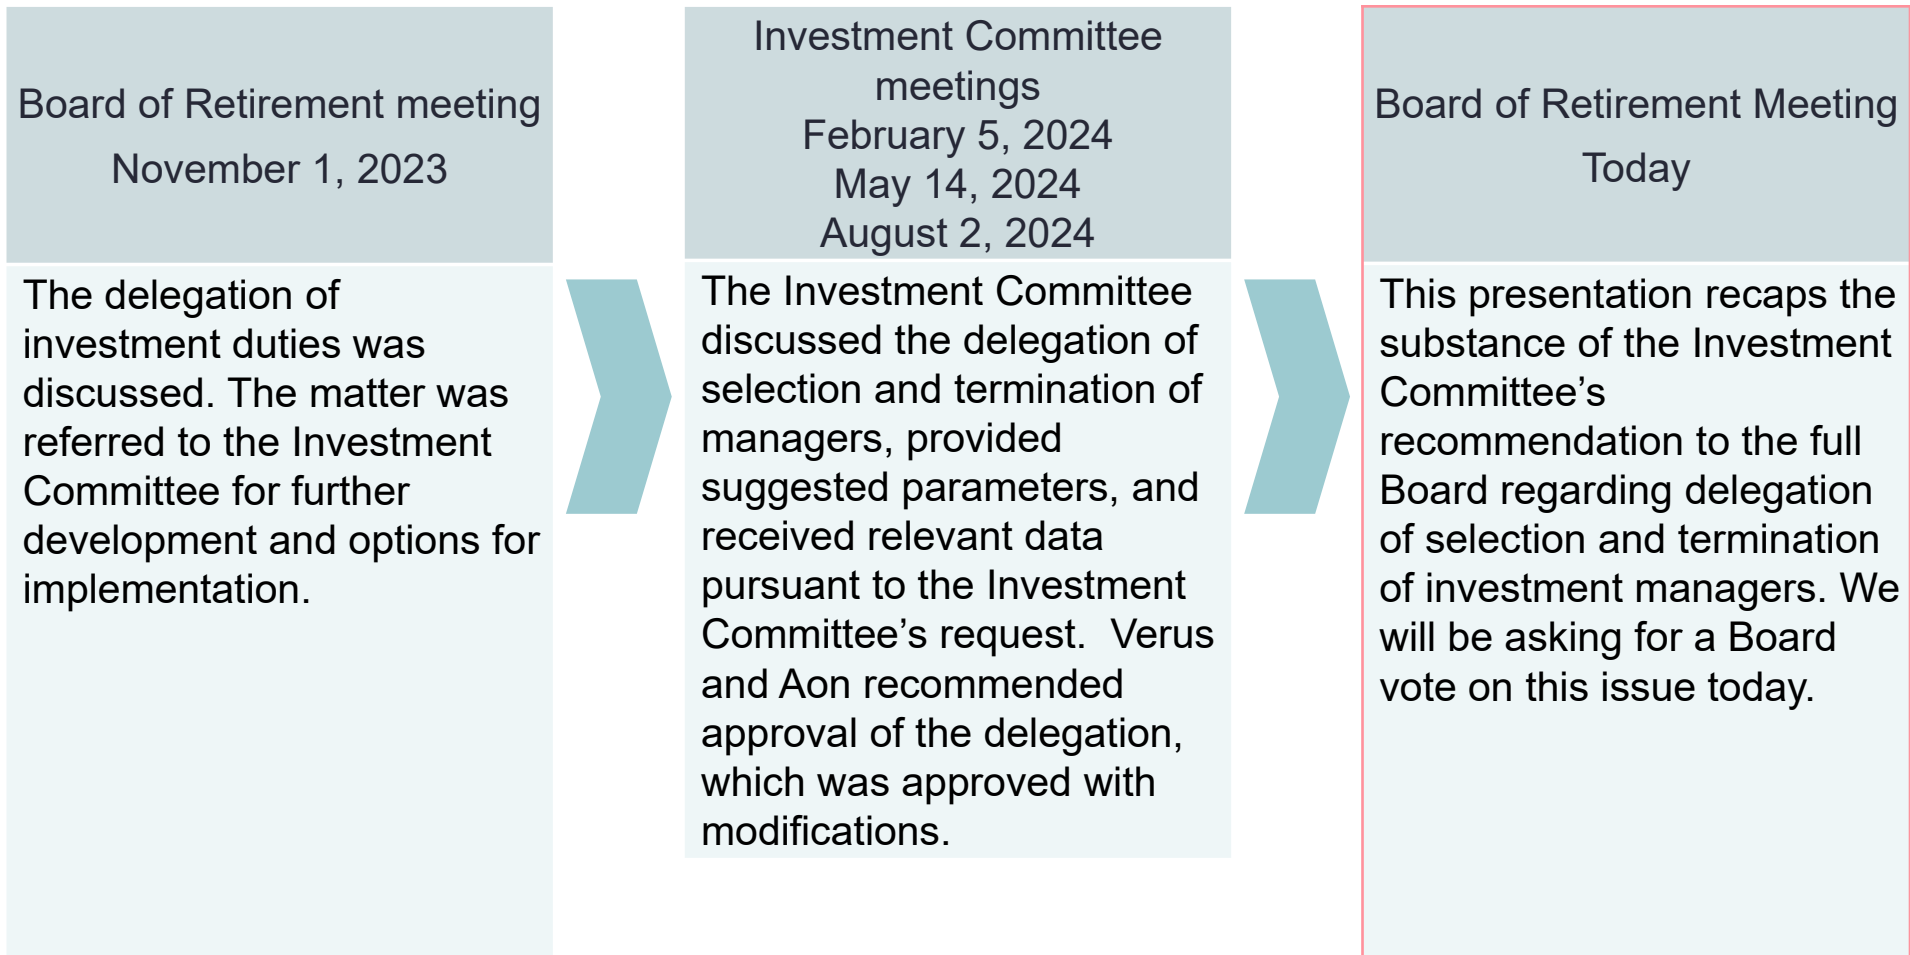 Board of Retirement meeting
November 1, 2023
The delegation of
investment duties was
discussed. The matter was
referred to the Investment
Committee for further
development and options for
implementation.
Investment Committee
meetings
February 5, 2024
May 14, 2024
August 2, 2024
The Investment Committee
discussed the delegation of
selection and termination of
managers, provided
suggested parameters, and
received relevant data
pursuant to the Investment
Committee’s request.  Verus
and Aon recommended
approval of the delegation,
which was approved with
modifications.
Board of Retirement Meeting
Today
This presentation recaps the
substance of the Investment
Committee’s
recommendation to the full
Board regarding delegation
of selection and termination
of investment managers. We
will be asking for a Board
vote on this issue today.